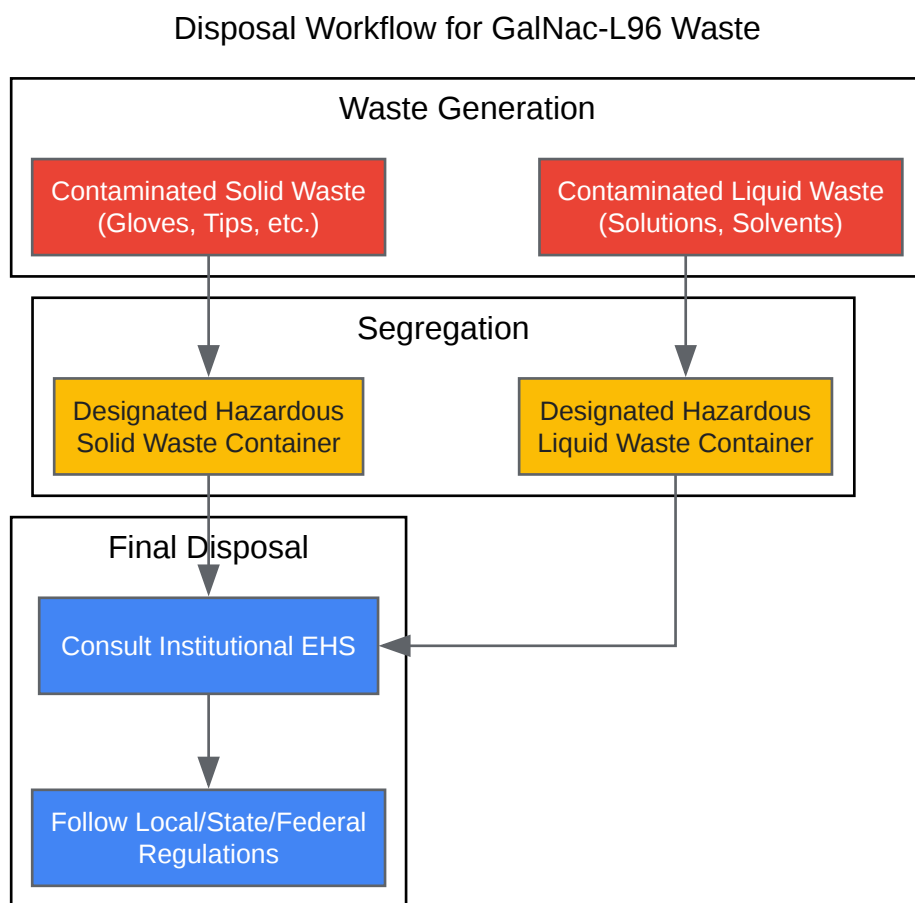 Disposal Workflow for GalNac-L96 Waste
Waste Generation
Contaminated Solid Waste
(Gloves, Tips, etc.)
Contaminated Liquid Waste
(Solutions, Solvents)
Segregation
Designated Hazardous
Solid Waste Container
Designated Hazardous
Liquid Waste Container
Final Disposal
Consult Institutional EHS
Follow Local/State/Federal
Regulations